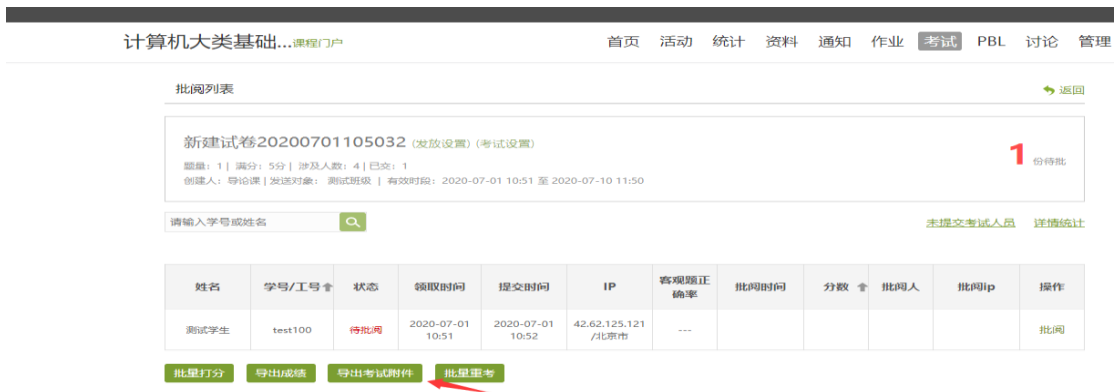 计算机大类基础...课程门户 首页 活动 统计 资料 通知 作业 考试 PBL 讨论 管理
批阅列表 返回
新建试卷20200701105032 (发放设置) (考试设置)
题量：1 | 满分：5分 | 涉及人数：4 | 已交：1
1 份待批
创建人：导论课 | 发送对象： 测试班级 | 有效时段：2020-07-01 10:51 至 2020-07-10 11:50
请输入学号或姓名 未提交考试人员 详情统计
姓名 学号/工号 状态 领取时间 提交时间 IP 客观题正确率 批阅时间 分数 批阅人 批阅ip 操作
测试学生 test100 待批阅 2020-07-01 10:51 2020-07-01 10:52 42.62.125.121/北京市 --- 批阅
批量打分 导出成绩 导出考试附件 批量重考